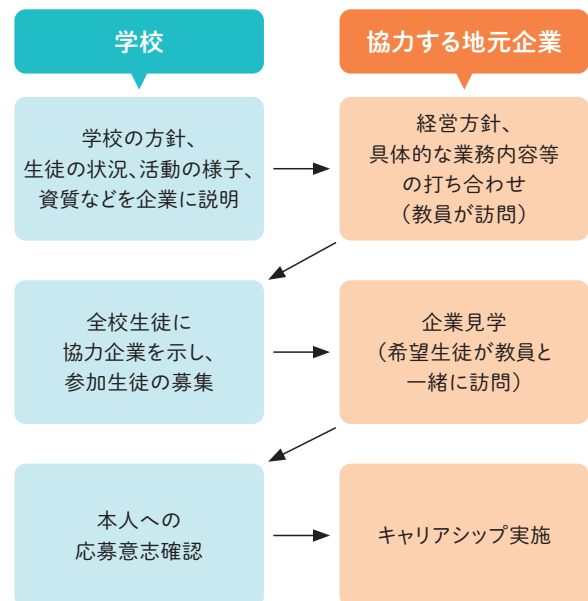 学校
協力する地元企業
学校の方針、
生徒の状況、活動の様子、
資質などを企業に説明
経営方針、
具体的な業務内容等
の打ち合わせ
（教員が訪問）
全校生徒に
協力企業を示し、
参加生徒の募集
企業見学
（希望生徒が教員と
一緒に訪問）
本人への
応募意志確認
キャリアシップ実施